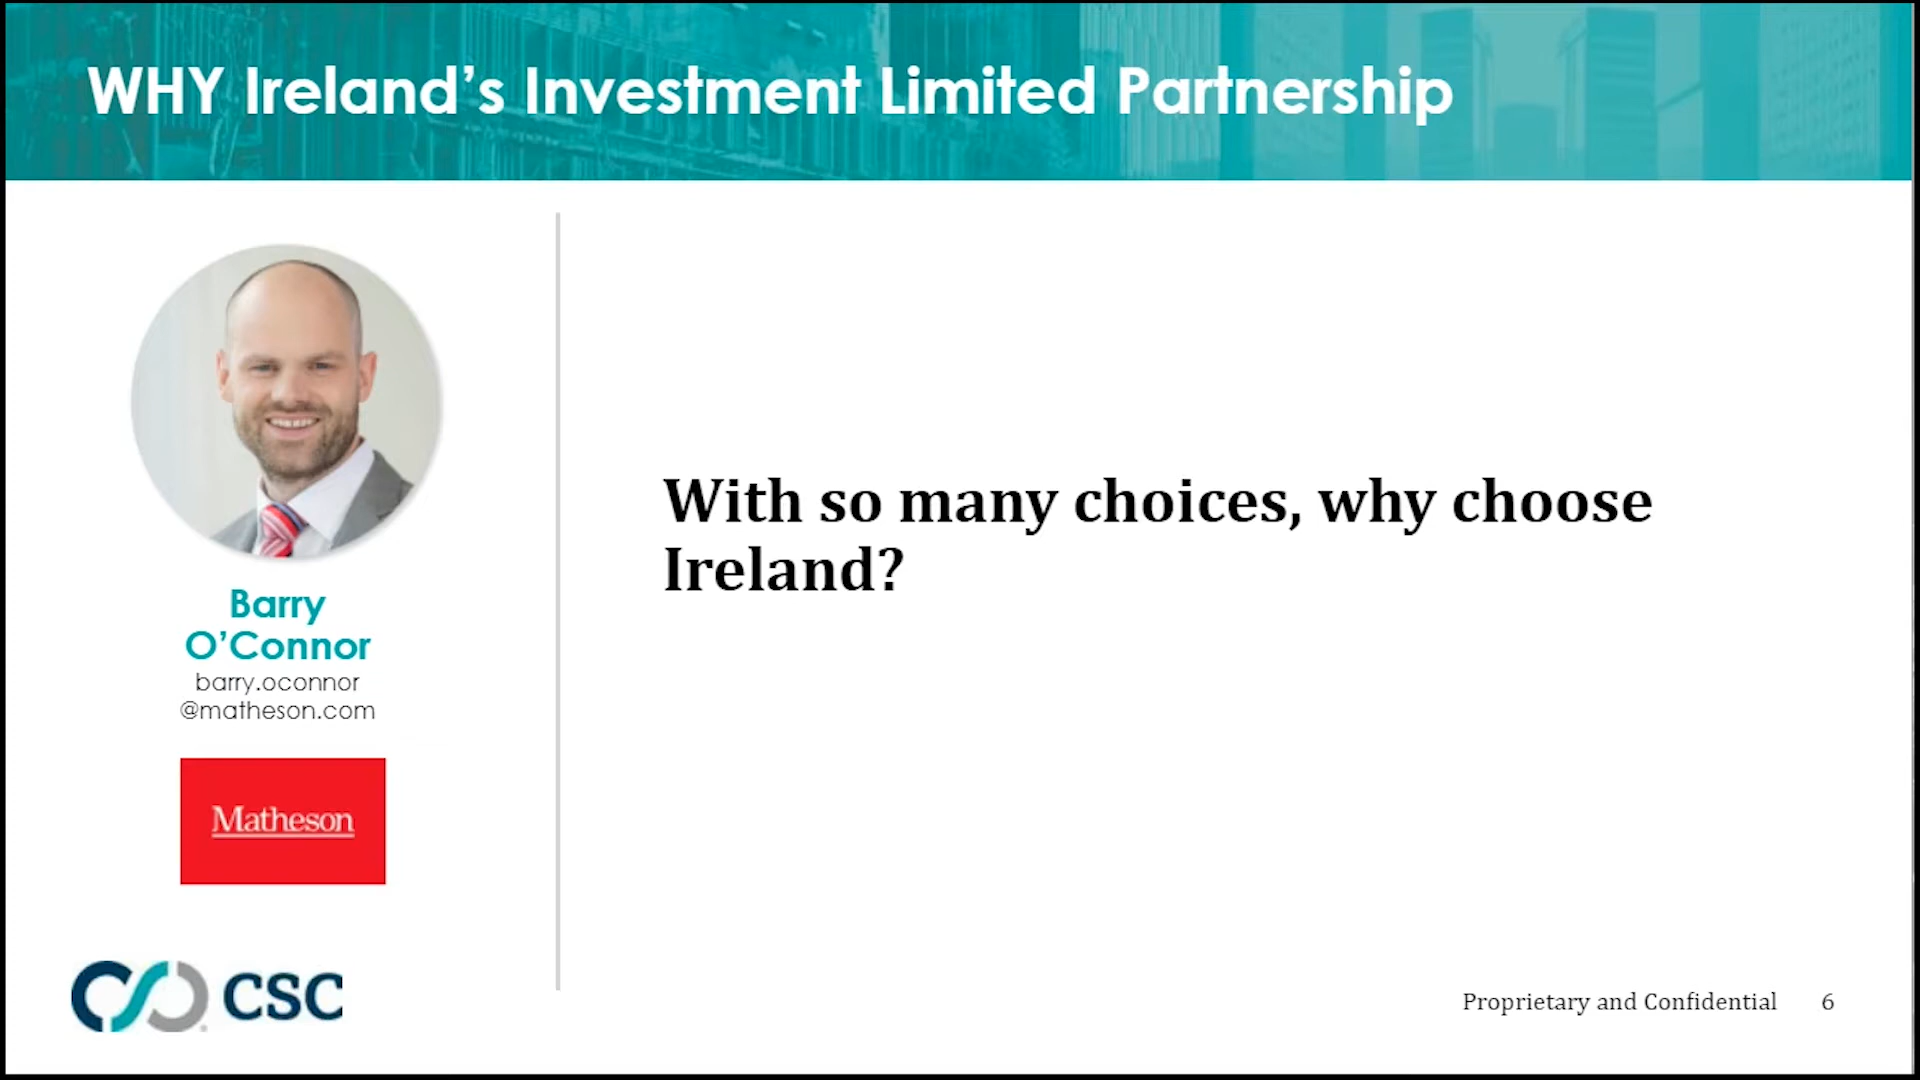 WHY Ireland’s Investment Limited Partnership
With so many choices, why choose
Ireland?
Barry
O’Connor
barry.oconnor
@matheson.com
Matheson
CSC
Proprietary and Confidential 6